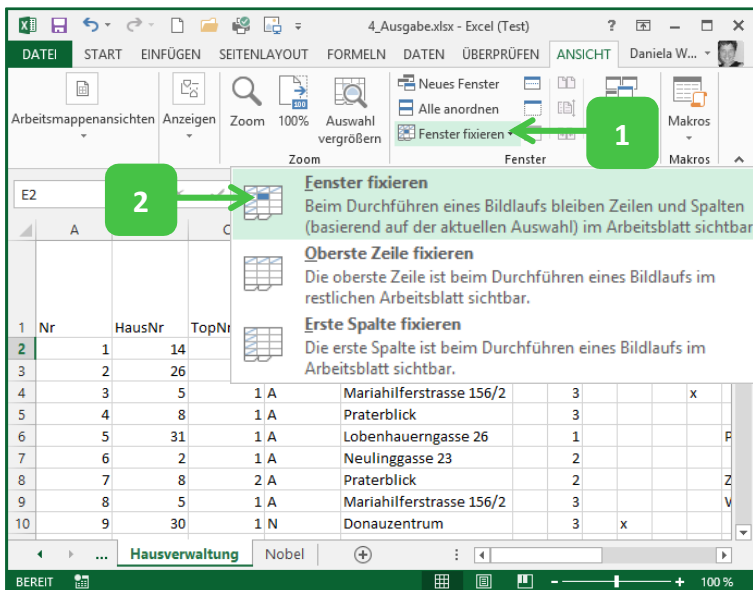 4_Ausgabe.xlsx - Excel (Test)
DATEI START EINFÜGEN SEITENLAYOUT FORMELN DATEN ÜBERPRÜFEN ANSICHT Daniela W...
Arbeitsmappenansichten
Anzeigen
Zoom
100%
Auswahl vergrößern
Zoom
Neues Fenster
Alle anordnen
Fenster fixieren
Fenster
Makros
Makros
1
2
E2
Fenster fixieren
Beim Durchführen eines Bildlaufs bleiben Zeilen und Spalten
(basierend auf der aktuellen Auswahl) im Arbeitsblatt sichtbar
Oberste Zeile fixieren
Die oberste Zeile ist beim Durchführen eines Bildlaufs im
restlichen Arbeitsblatt sichtbar.
Erste Spalte fixieren
Die erste Spalte ist beim Durchführen eines Bildlaufs im
Arbeitsblatt sichtbar.
A
1 Nr HausNr
2 1 14
3 2 26
4 3 5 1 A Mariahilferstrasse 156/2 3 x
5 4 8 1 A Praterblick 3
6 5 31 1 A Lobenhauerngasse 26 1
7 6 2 1 A Neulinggasse 23 2
8 7 8 2 A Praterblick 2 Z
9 8 5 1 A Mariahilferstrasse 156/2 3
10 9 30 1 N Donauzentrum 3 x
... Hausverwaltung Nobel
BEREIT 100 %